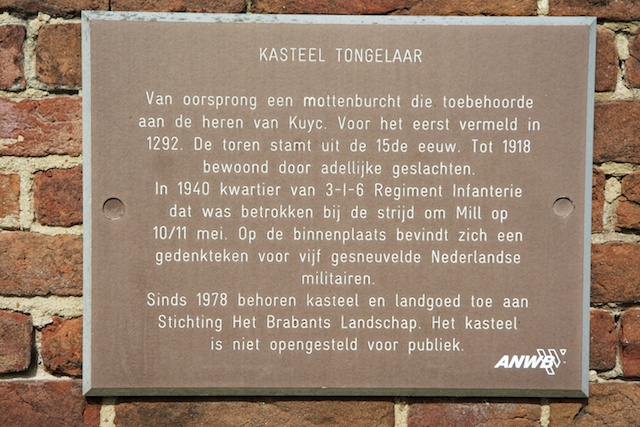 KASTEEL TONGELAAR
Van oorsprong een mottenburcht die toebehoorde
aan de heren van Kuyc. Voor het eerst vermeld in
1292. De toren stamt uit de 15de eeuw. Tot 1918
bewoond door adellijke geslachten.
In 1940 kwartier van 3-I-6 Regiment Infanterie
dat was betrokken bij de strijd om Mill op
10/11 mei. Op de binnenplaats bevindt zich een
gedenkteken voor vijf gesneuvelde Nederlandse
militairen.
Sinds 1978 behoren kasteel en landgoed toe aan
Stichting Het Brabants Landschap. Het kasteel
is niet opengesteld voor publiek.
ANWB